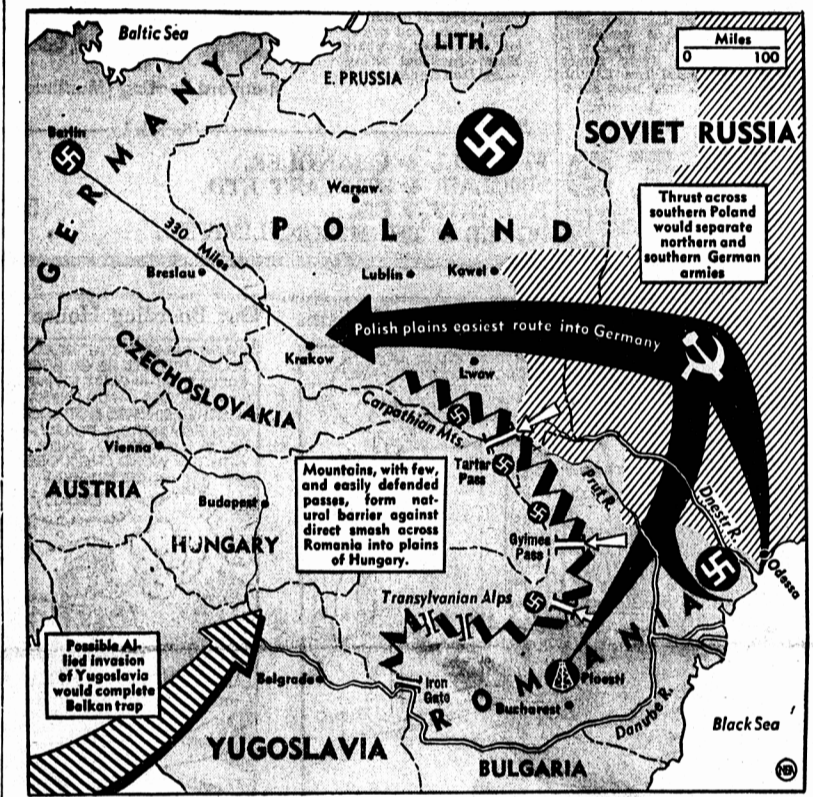 Baltic Sea
LITH.
Miles
0 100
E. PRUSSIA
GERMANY
Berlin
SOVIET RUSSIA
Warsaw
POLAND
Thrust across
southern Poland
would separate
northern and
southern German
armies
330 Miles
Breslau
Lublin
Kowel
Polish plains easiest route into Germany
Krakow
Lwow
CZECHOSLOVAKIA
Carpathian Mts.
Vienna
Tartar
Pass
Prut R.
Dnestr R.
Mountains, with few,
and easily defended
passes, form nat-
ural barrier against
direct smash across
Romania into plains
of Hungary.
AUSTRIA
Budapest
HUNGARY
Gyimes
Pass
Odessa
Transylvanian Alps
Possible Al-
lied invasion
of Yugoslavia
would complete
Balkan trap
Belgrade
Iron
Gate
ROMANIA
Ploesti
Bucharest
Danube R.
Black Sea
YUGOSLAVIA
BULGARIA
NEA